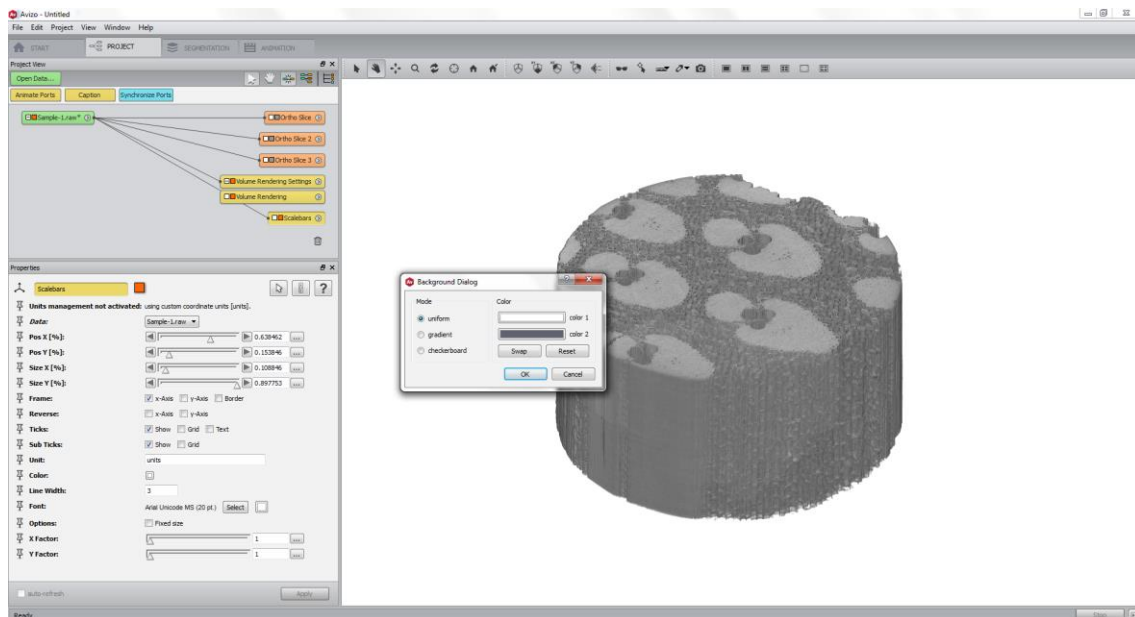 Avizo - Untitled
File Edit Project View Window Help
START PROJECT SEGMENTATION ANIMATION
Project View
Open Data...
Animate Ports Caption Synchronize Ports
Sample-1.raw* Ortho Slice
Ortho Slice 2
Ortho Slice 3
Volume Rendering Settings
Volume Rendering
Scalebars
Properties
Scalebars ?
Units management not activated: using custom coordinate units [units].
Data: Sample-1.raw
Pos X [%]: 0.638462 ...
Pos Y [%]: 0.153846 ...
Size X [%]: 0.108846 ...
Size Y [%]: 0.897753 ...
Frame: x-Axis y-Axis Border
Reverse: x-Axis y-Axis
Ticks: Show Grid Text
Sub Ticks: Show Grid
Unit: units
Color:
Line Width: 3
Font: Arial Unicode MS (20 pt.) Select
Options: Fixed size
X Factor: 1 ...
Y Factor: 1 ...
auto-refresh Apply
Ready Stop
Background Dialog
Mode Color
uniform color 1
gradient color 2
checkerboard Swap Reset
OK Cancel